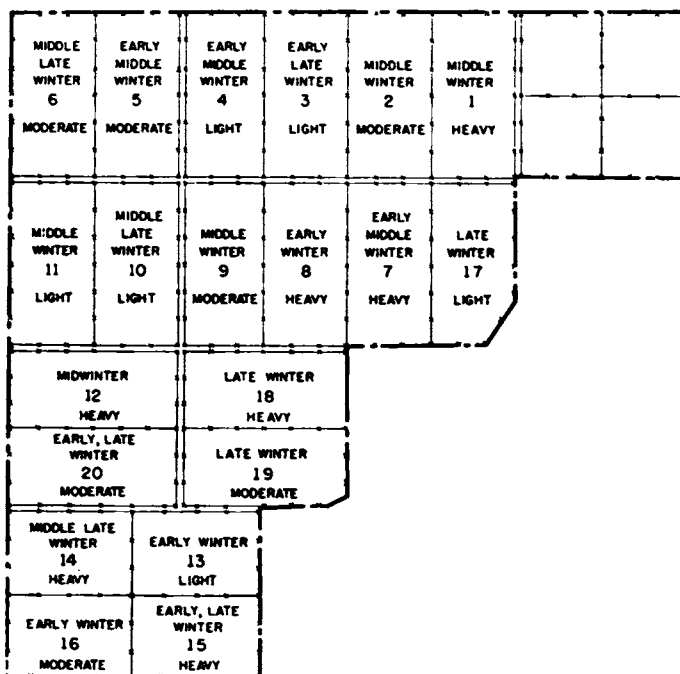 MIDDLE
LATE
WINTER
6
MODERATE
EARLY
MIDDLE
WINTER
5
MODERATE
EARLY
MIDDLE
WINTER
4
LIGHT
EARLY
LATE
WINTER
3
LIGHT
MIDDLE
WINTER
2
MODERATE
MIDDLE
WINTER
1
HEAVY
MIDDLE
WINTER
11
LIGHT
MIDDLE
LATE
WINTER
10
LIGHT
MIDDLE
WINTER
9
MODERATE
EARLY
WINTER
8
HEAVY
EARLY
MIDDLE
WINTER
7
HEAVY
LATE
WINTER
17
LIGHT
MIDWINTER
12
HEAVY
LATE WINTER
18
HEAVY
EARLY, LATE
WINTER
20
MODERATE
LATE WINTER
19
MODERATE
MIDDLE LATE
WINTER
14
HEAVY
EARLY WINTER
13
LIGHT
EARLY WINTER
16
MODERATE
EARLY, LATE
WINTER
15
HEAVY